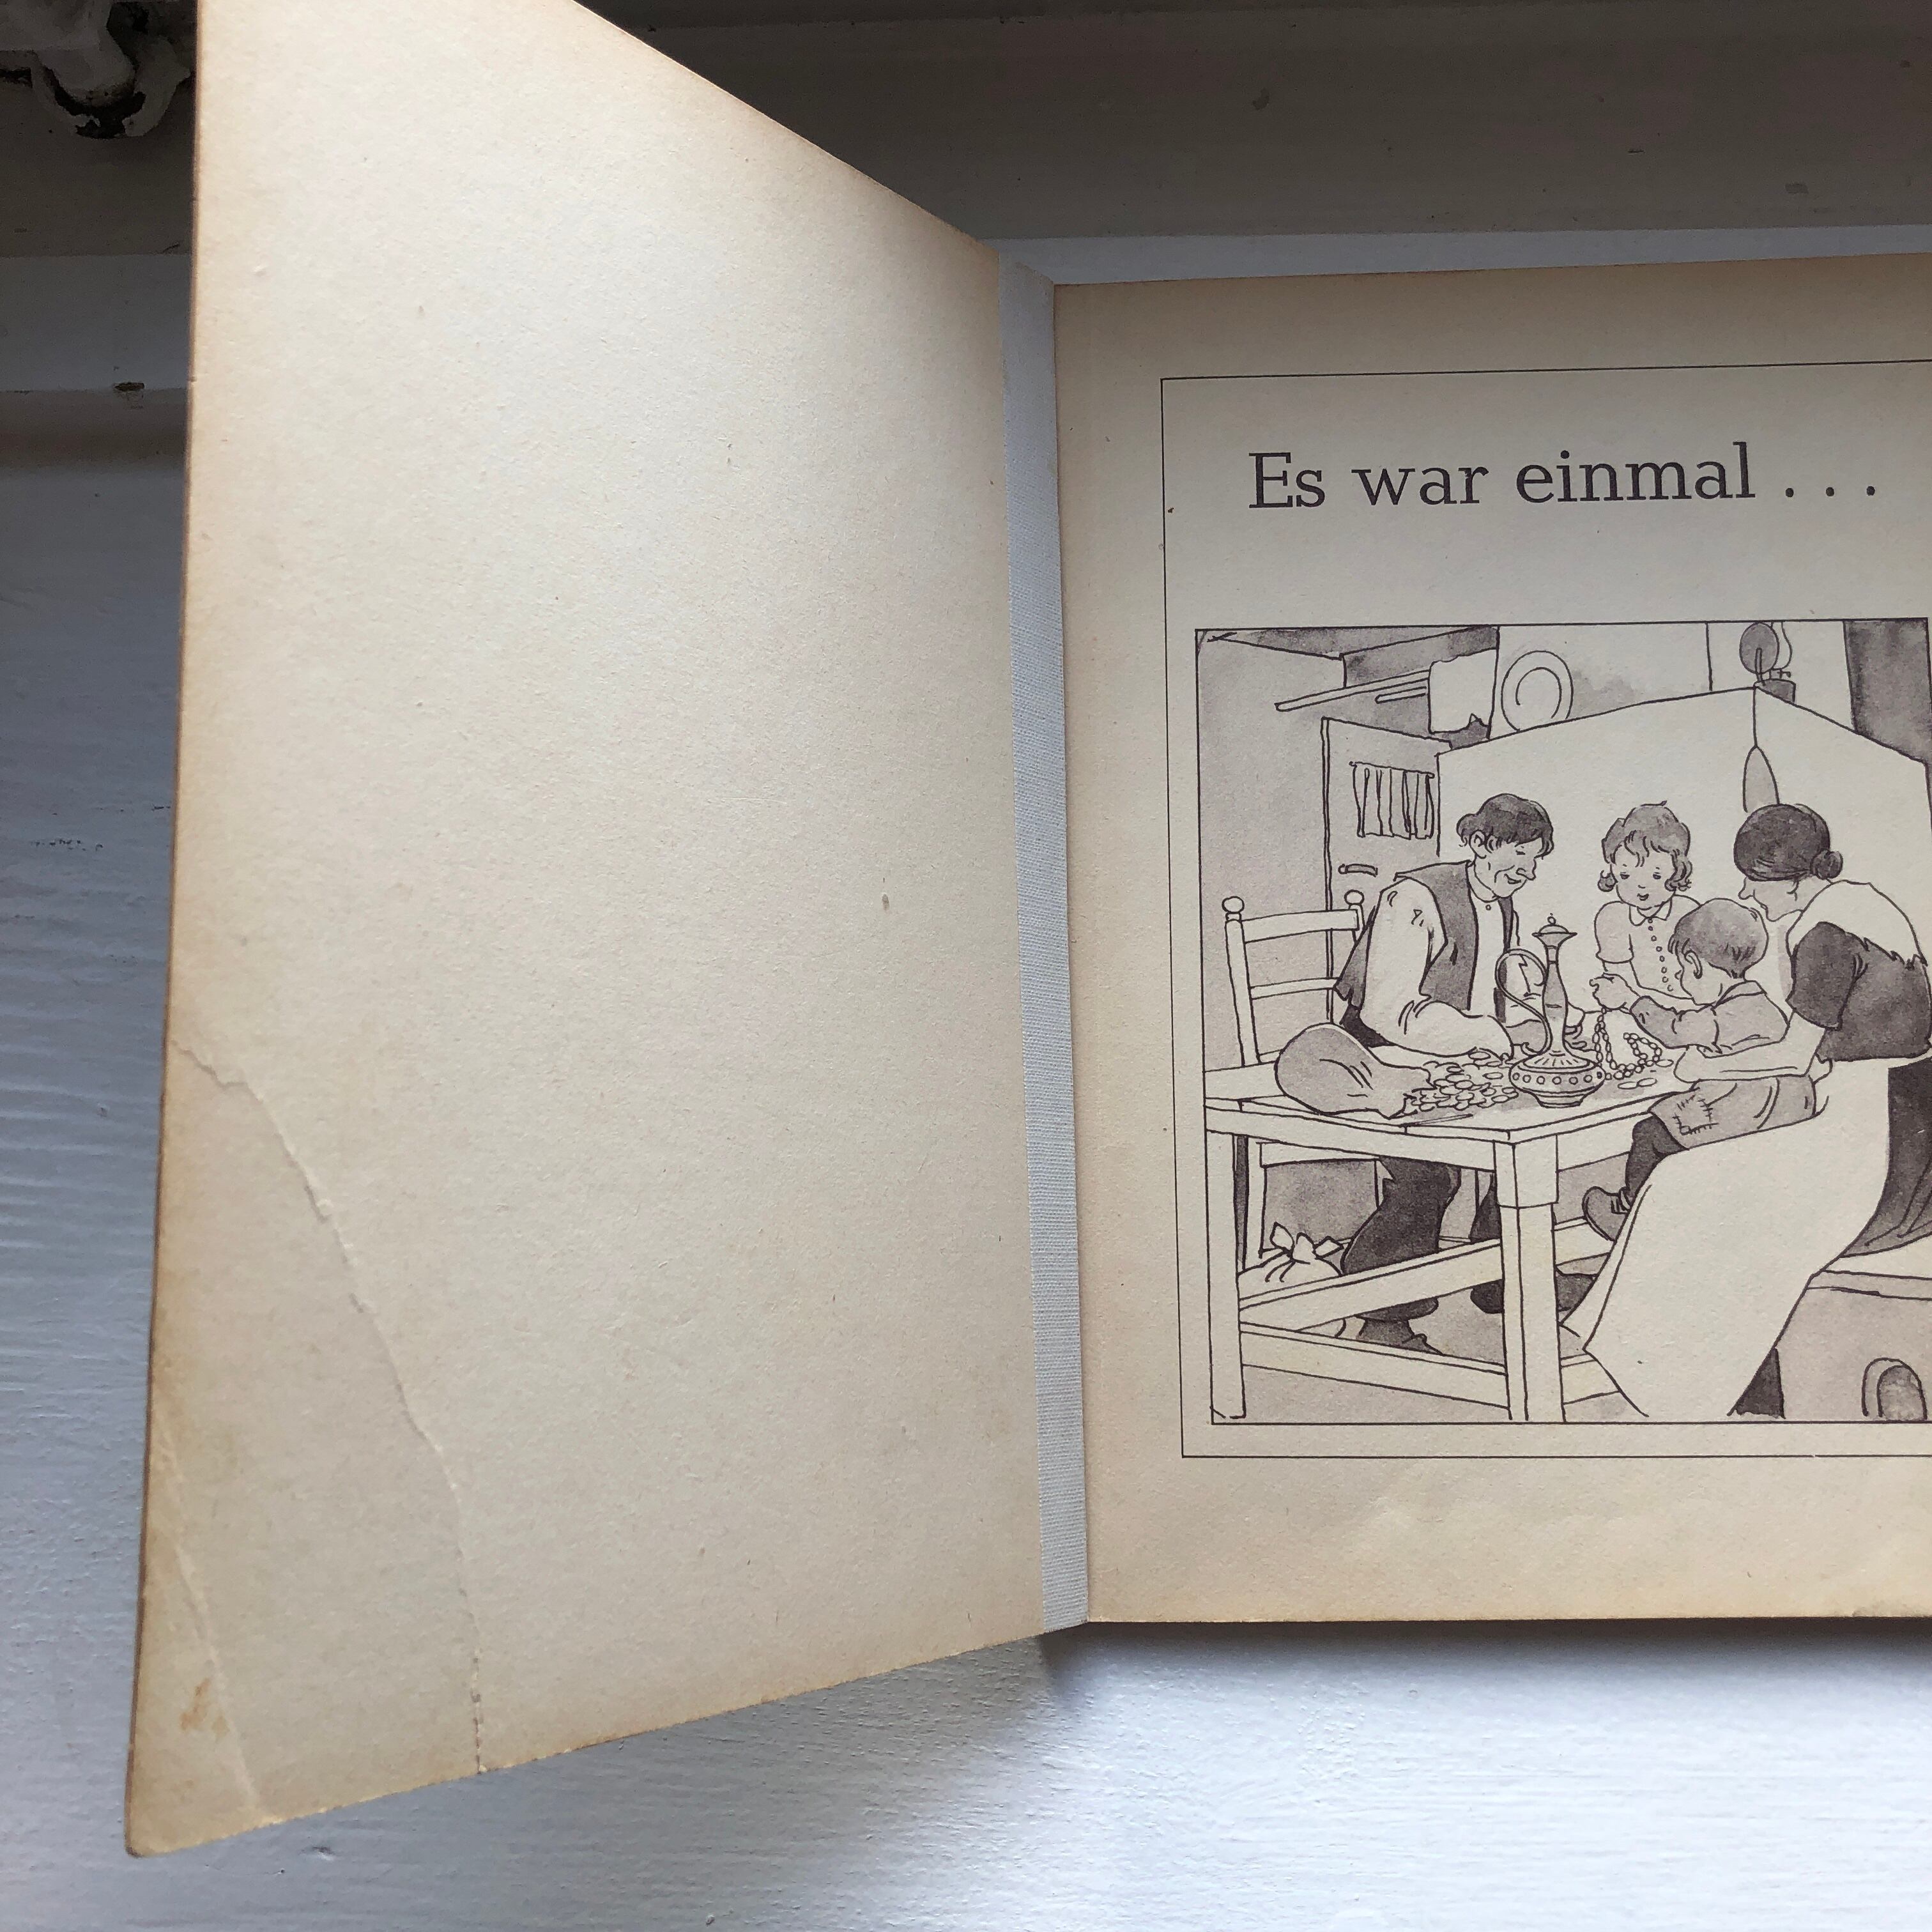 Es war einmal . . .